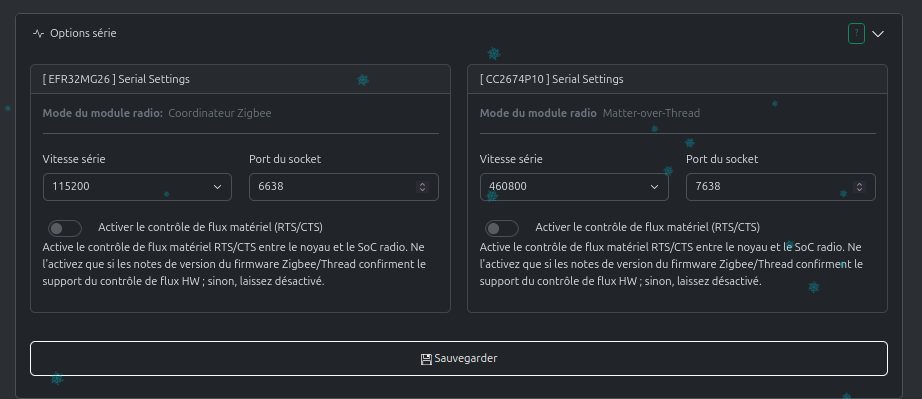 Options série
?
[ EFR32MG26 ] Serial Settings
Mode du module radio: Coordinateur Zigbee
Vitesse série
Port du socket
115200
6638
Activer le contrôle de flux matériel (RTS/CTS)
Active le contrôle de flux matériel RTS/CTS entre le noyau et le SoC radio. Ne
l'activez que si les notes de version du firmware Zigbee/Thread confirment le
support du contrôle de flux HW ; sinon, laissez désactivé.
[ CC2674P10 ] Serial Settings
Mode du module radio Matter-over-Thread
Vitesse série
Port du socket
460800
7638
Activer le contrôle de flux matériel (RTS/CTS)
Active le contrôle de flux matériel RTS/CTS entre le noyau et le SoC radio. Ne
l'activez que si les notes de version du firmware Zigbee/Thread confirment le
support du contrôle de flux HW ; sinon, laissez désactivé.
Sauvegarder